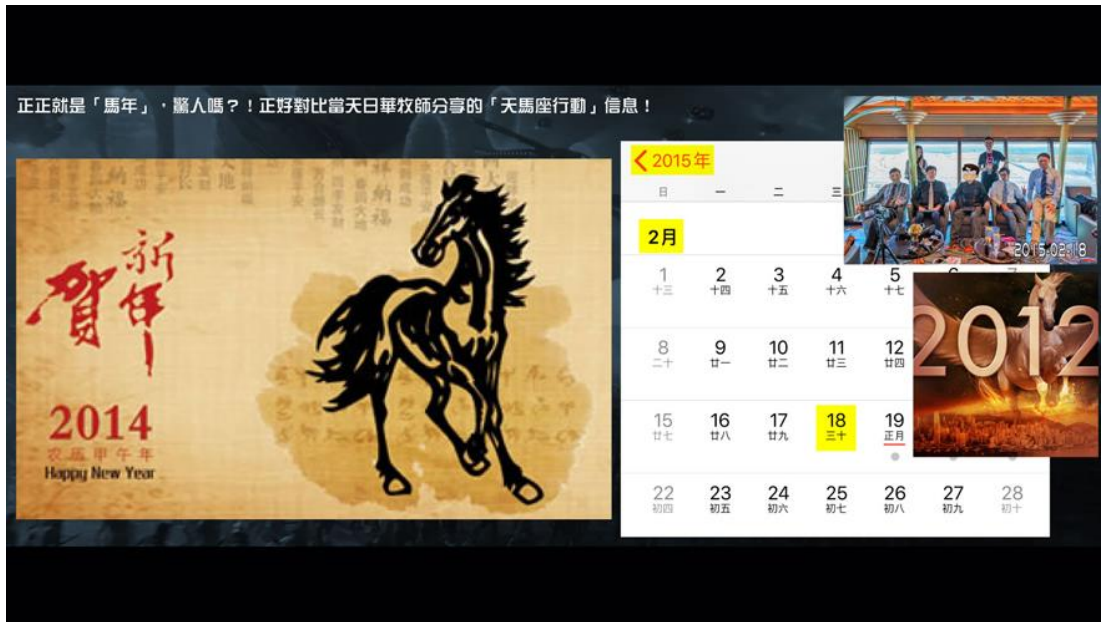 正正就是「馬年」，驚人嗎？！正好對比當天日華牧師分享的「天馬座行動」信息！
賀新年
2014
农历甲午年
Happy New Year
2015年
日 一 二 三
2月
1 2 3 4 5
十三 十四 十五 十六 十七
8 9 10 11 12
二十 廿一 廿二 廿三 廿四
15 16 17 18 19
廿七 廿八 廿九 三十 正月
22 23 24 25 26 27 28
初四 初五 初六 初七 初八 初九 初十
2015-02-18
2012